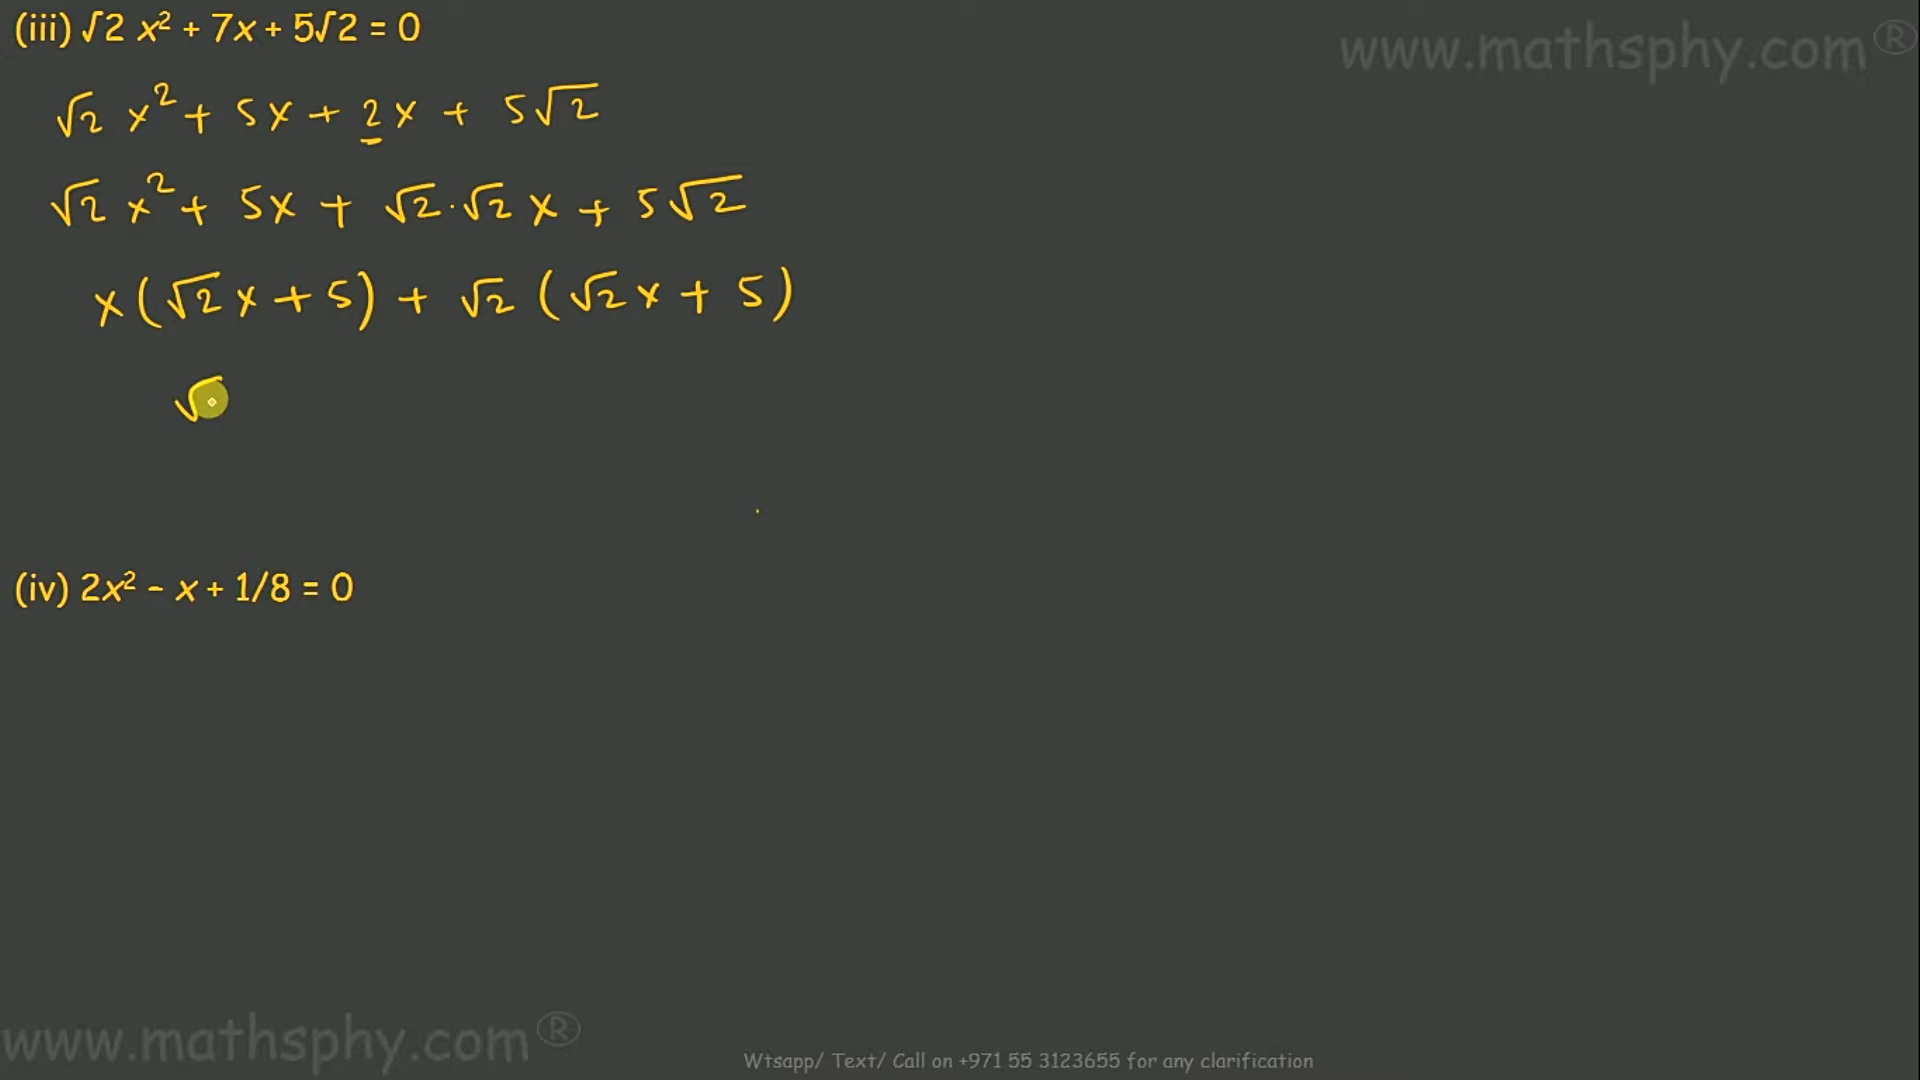 www.mathsphy.com®
(iii) √2 x² + 7x + 5√2 = 0
√2 x² + 5x + 2x + 5√2
√2 x² + 5x + √2·√2 x + 5√2
x(√2x + 5) + √2 (√2x + 5)
√
(iv) 2x² - x + 1/8 = 0
www.mathsphy.com®
Wtsapp/ Text/ Call on +971 55 3123655 for any clarification